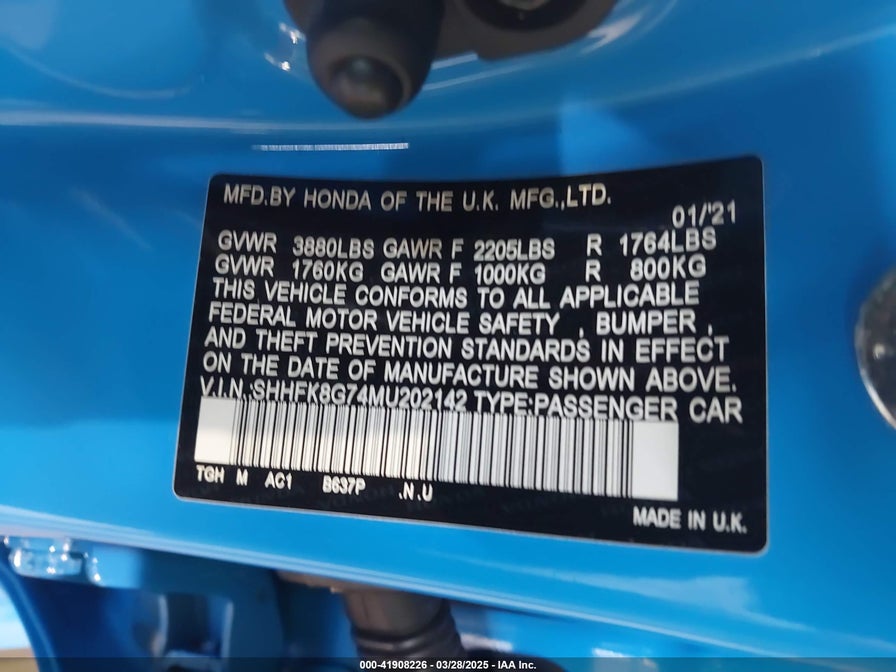 MFD.BY HONDA OF THE U.K. MFG.,LTD.
01/'21
GVWR 3880LBS GAWR F 2205LBS R 1764LBS
GVWR 1760KG GAWR F 1000KG R 800KG
THIS VEHICLE CONFORMS TO ALL APPLICABLE
FEDERAL MOTOR VEHICLE SAFETY , BUMPER ,
AND THEFT PREVENTION STANDARDS IN EFFECT
ON THE DATE OF MANUFACTURE SHOWN ABOVE.
V.I.N.:SHHFK8G74MU202142 TYPE:PASSENGER CAR
TGH M AC1 B637P .N.U
MADE IN U.K.
000-41908226 - 03/28/2025 - IAA Inc.